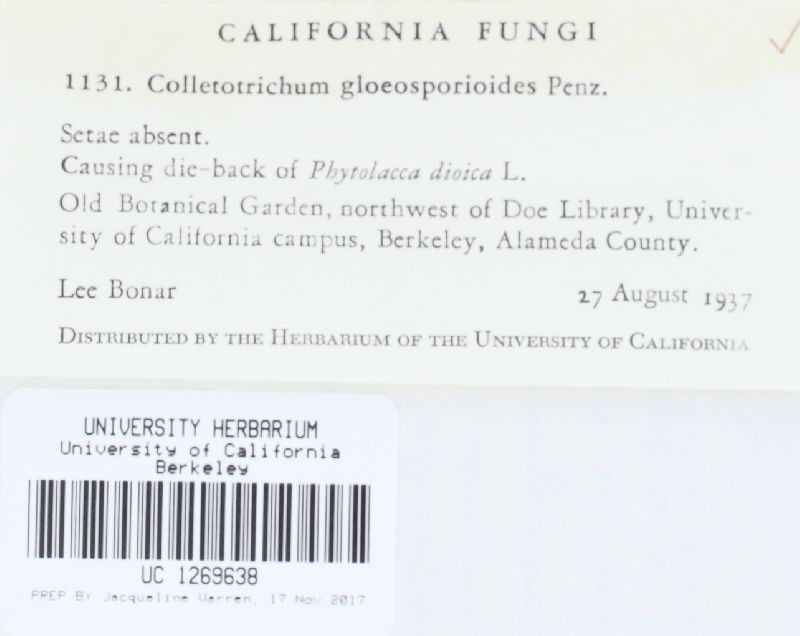 CALIFORNIA FUNGI
1131. Colletotrichum gloeosporioides Penz.
Setae absent.
Causing die-back of Phytolacca dioica L.
Old Botanical Garden, northwest of Doe Library, Univer-
sity of California campus, Berkeley, Alameda County.
Lee Bonar 27 August 1937
DISTRIBUTED BY THE HERBARIUM OF THE UNIVERSITY OF CALIFORNIA
UNIVERSITY HERBARIUM
University of California
Berkeley
UC 1269638
PREP BY Jacqueline Warren, 17 Nov 2017